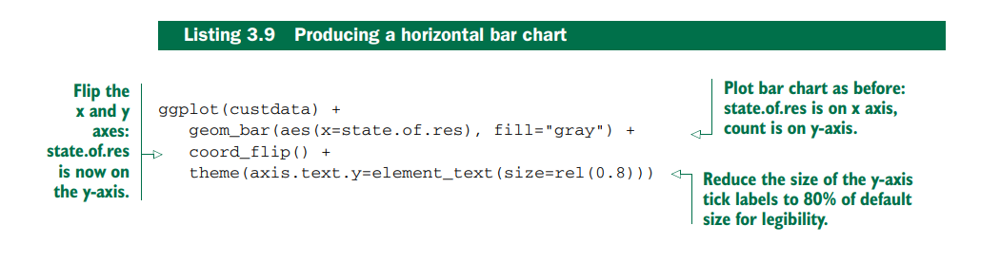 Listing 3.9 Producing a horizontal bar chart
Flip the
x and y
axes:
state.of.res
is now on
the y-axis.
ggplot(custdata) +
geom_bar(aes(x=state.of.res), fill="gray") +
coord_flip() +
theme(axis.text.y=element_text(size=rel(0.8)))
Plot bar chart as before:
state.of.res is on x axis,
count is on y-axis.
Reduce the size of the y-axis
tick labels to 80% of default
size for legibility.